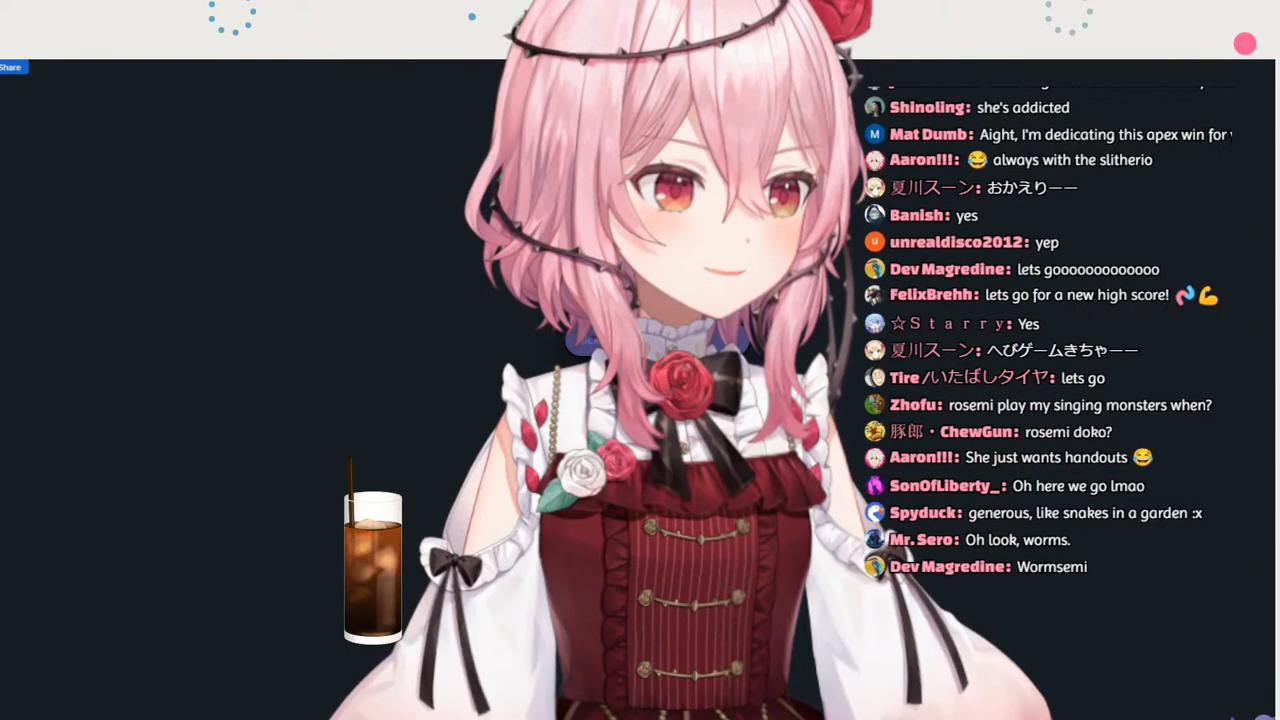 Share
Shinoling: she's addicted
Mat Dumb: Aight, I'm dedicating this apex win for
Aaron!!!: 😂 always with the slitherio
夏川スーン: おかえりーー
Banish: yes
unrealdisco2012: yep
Dev Magredine: lets gooooooooooooo
FelixBrehh: lets go for a new high score! 🪱💪
☆Ｓｔａｒｒｙ: Yes
夏川スーン: へびゲームきちゃーー
Tire/いたばしタイヤ: lets go
Zhofu: rosemi play my singing monsters when?
豚郎・ChewGun: rosemi doko?
Aaron!!!: She just wants handouts 😂
SonOfLiberty_: Oh here we go lmao
Spyduck: generous, like snakes in a garden :x
Mr. Sero: Oh look, worms.
Dev Magredine: Wormsemi